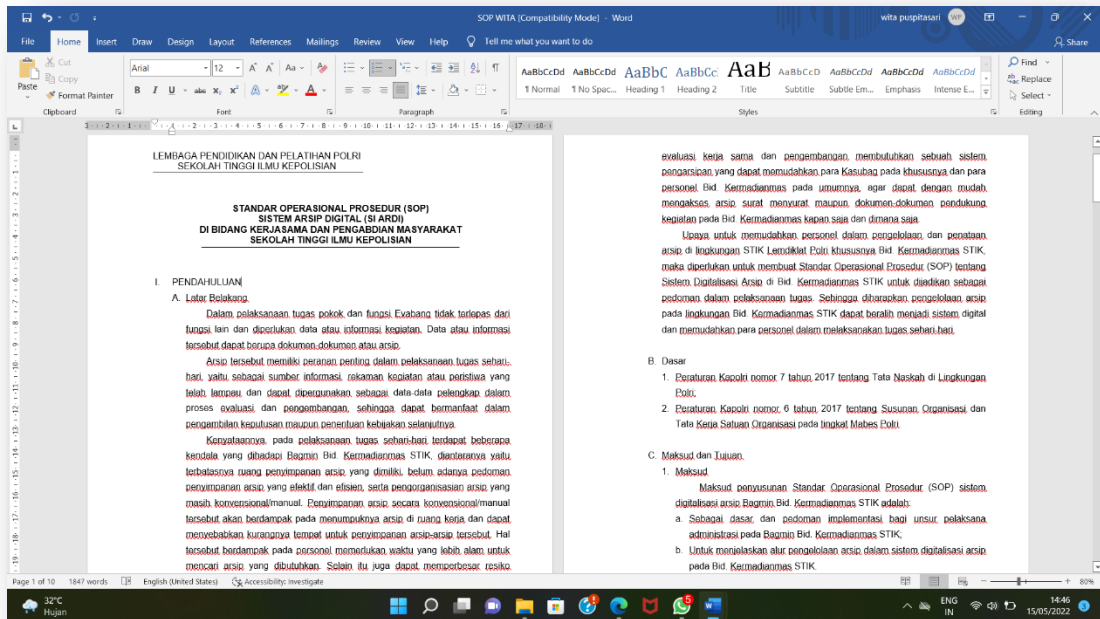 SOP WITA [Compatibility Mode] - Word
wita puspitasari
WP
File
Home
Insert
Draw
Design
Layout
References
Mailings
Review
View
Help
Tell me what you want to do
Share
Paste
Cut
Copy
Format Painter
Clipboard
Arial
12
Font
Paragraph
AaBbCcDd
¶ Normal
AaBbCcDd
¶ No Spac...
AaBbC
Heading 1
AaBbCc
Heading 2
AaB
Title
AaBbCcD
Subtitle
AaBbCcDd
Subtle Em...
AaBbCcDd
Emphasis
AaBbCcDd
Intense E...
Styles
Find
Replace
Select
Editing
LEMBAGA PENDIDIKAN DAN PELATIHAN POLRI
SEKOLAH TINGGI ILMU KEPOLISIAN
STANDAR OPERASIONAL PROSEDUR (SOP)
SISTEM ARSIP DIGITAL (SI ARDI)
DI BIDANG KERJASAMA DAN PENGABDIAN MASYARAKAT
SEKOLAH TINGGI ILMU KEPOLISIAN
I. PENDAHULUAN
A. Latar Belakang
Dalam pelaksanaan tugas pokok dan fungsi Evabang tidak terlepas dari
fungsi lain dan diperlukan data atau informasi kegiatan. Data atau informasi
tersebut dapat berupa dokumen-dokumen atau arsip.
Arsip tersebut memiliki peranan penting dalam pelaksanaan tugas sehari-
hari, yaitu sebagai sumber informasi, rekaman kegiatan atau peristiwa yang
telah lampau dan dapat dipergunakan sebagai data-data pelengkap dalam
proses evaluasi dan pengembangan, sehingga dapat bermanfaat dalam
pengambilan keputusan maupun penentuan kebijakan selanjutnya.
Kenyataannya, pada pelaksanaan tugas sehari-hari terdapat beberapa
kendala yang dihadapi Bagmin Bid. Kermadianmas STIK, diantaranya yaitu
terbatasnya ruang penyimpanan arsip yang dimiliki, belum adanya pedoman
penyimpanan arsip yang efektif dan efisien, serta pengorganisasian arsip yang
masih konvensional/manual. Penyimpanan arsip secara konvensional/manual
tersebut akan berdampak pada menumpuknya arsip di ruang kerja dan dapat
menyebabkan kurangnya tempat untuk penyimpanan arsip-arsip tersebut. Hal
tersebut berdampak pada personel memerlukan waktu yang lebih alam untuk
mencari arsip yang dibutuhkan. Selain itu juga dapat memperbesar resiko
evaluasi kerja sama dan pengembangan membutuhkan sebuah sistem
pengarsipan yang dapat memudahkan para Kasubag pada khususnya dan para
personel Bid. Kermadianmas pada umumnya, agar dapat dengan mudah
mengakses arsip surat menyurat maupun dokumen-dokumen pendukung
kegiatan pada Bid. Kermadianmas kapan saja dan dimana saja.
Upaya untuk memudahkan personel dalam pengelolaan dan penataan
arsip di lingkungan STIK Lemdiklat Polri khususnya Bid. Kermadianmas STIK,
maka diperlukan untuk membuat Standar Operasional Prosedur (SOP) tentang
Sistem Digitalisasi Arsip di Bid. Kermadianmas STIK untuk dijadikan sebagai
pedoman dalam pelaksanaan tugas. Sehingga diharapkan pengelolaan arsip
pada lingkungan Bid. Kermadianmas STIK dapat beralih menjadi sistem digital
dan memudahkan para personel dalam melaksanakan tugas sehari-hari.
B. Dasar
1. Peraturan Kapolri nomor 7 tahun 2017 tentang Tata Naskah di Lingkungan
Polri;
2. Peraturan Kapolri nomor 6 tahun 2017 tentang Susunan Organisasi dan
Tata Kerja Satuan Organisasi pada tingkat Mabes Polri.
C. Maksud dan Tujuan
1. Maksud
Maksud penyusunan Standar Operasional Prosedur (SOP) sistem
digitalisasi arsip Bagmin Bid. Kermadianmas STIK adalah:
a. Sebagai dasar dan pedoman implementasi bagi unsur pelaksana
administrasi pada Bagmin Bid. Kermadianmas STIK;
b. Untuk menjelaskan alur pengelolaan arsip dalam sistem digitalisasi arsip
pada Bid. Kermadianmas STIK.
Page 1 of 10
1847 words
English (United States)
Accessibility: Investigate
80%
32°C
Hujan
5
ENG
IN
14:46
15/05/2022
3